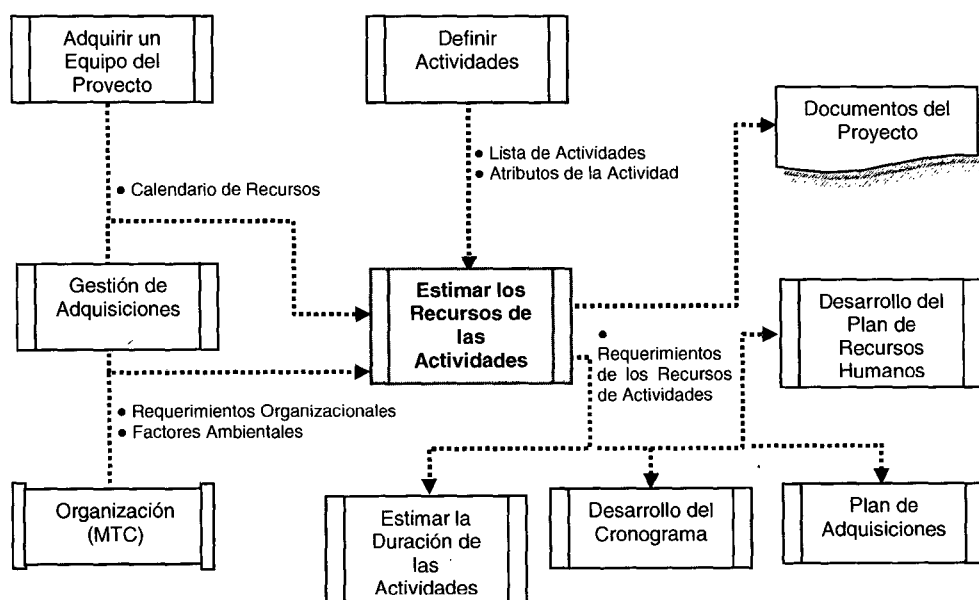 Adquirir un
Equipo del
Provecto
Definir
Actividades
Documentos del
Proyecto
• Lista de Actividades
• Atributos de la Actividad
• Calendario de Recursos
Gestión de
Adquisiciones
Estimar los
Recursos de
las
Actividades
Desarrollo del
Plan de
Recursos
Humanos
•
Requerimientos
de los Recursos
de Actividades
• Requerimientos Organizacionales
• Factores Ambientales
Organización
(MTC)
Estimar la
Duración de
las
Actividades
Desarrollo del
Cronograma
Plan de
Adquisiciones